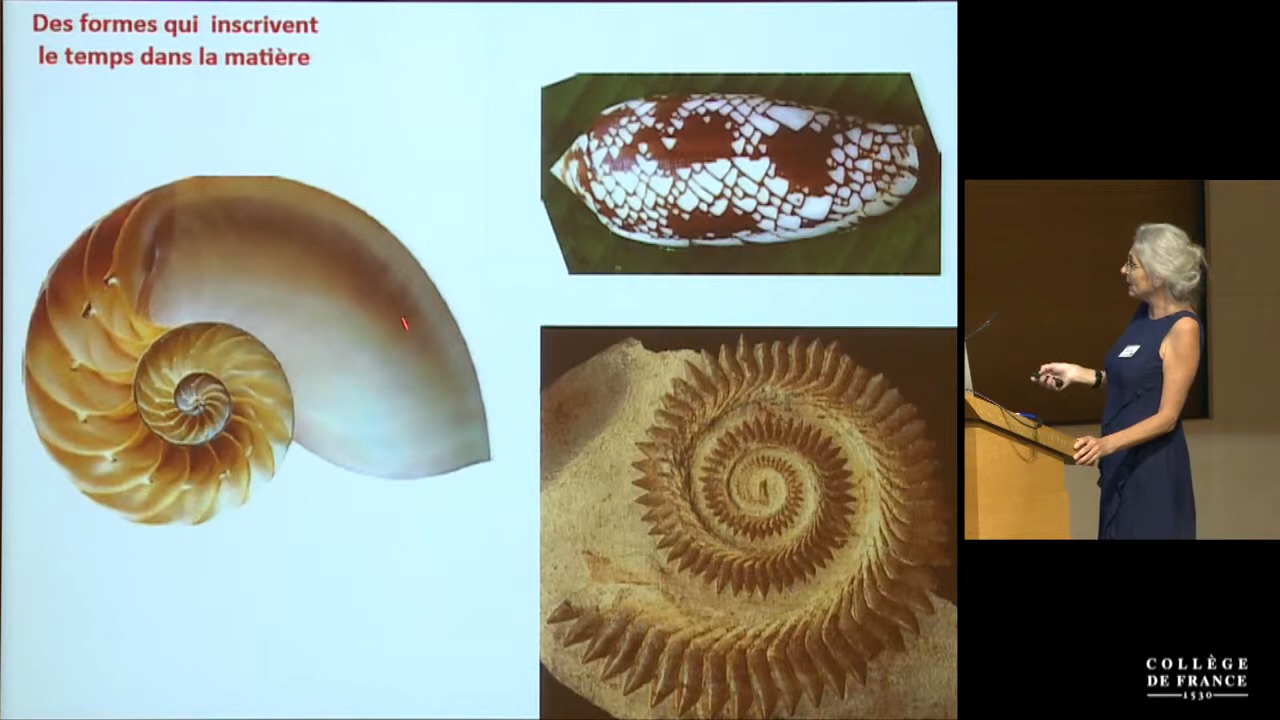 Des formes qui inscrivent
le temps dans la matière
COLLÈGE
DE FRANCE
1530